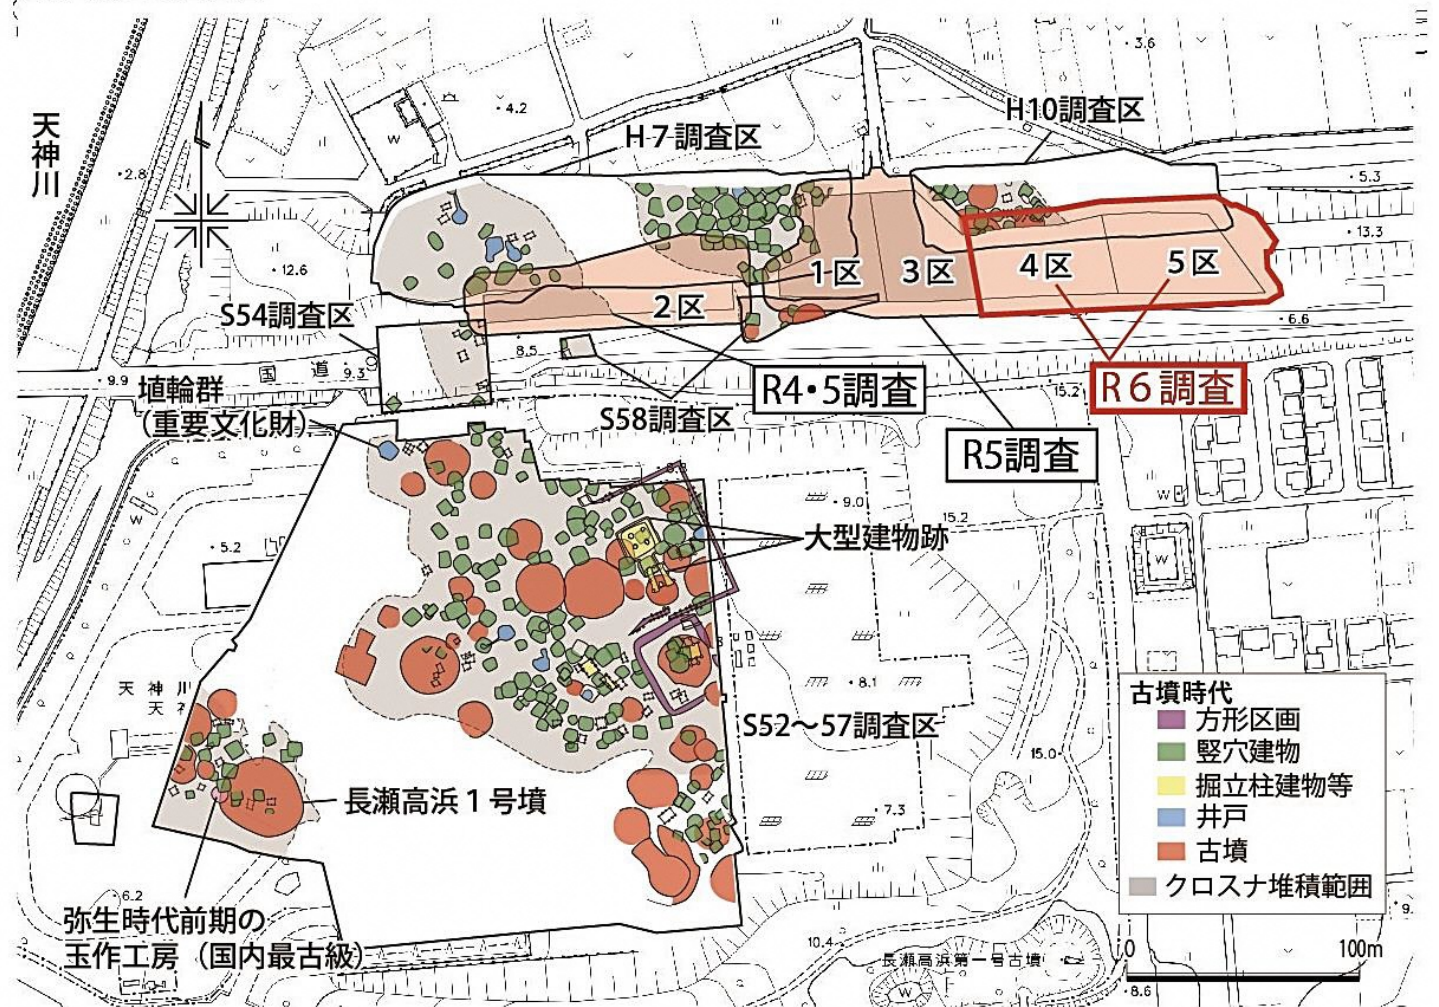 天神川
・4.2
・3.6
H10調査区
H-7調査区
・2.8
・5.3
・13.3
・12.6
1区
3区
4区
5区
2区
S54調査区
・6.6
8.5
国道
9.3
・9.9
R4・5調査
R6調査
15.2
埴輪群
(重要文化財)
S58調査区
R5調査
W
・9.0
15.2
大型建物跡
・5.2
W
W
・8.1
天神川
天
S52〜57調査区
15.0
長瀬高浜1号墳
・7.3
古墳時代
方形区画
竪穴建物
掘立柱建物等
井戸
古墳
クロスナ堆積範囲
・6.2
弥生時代前期の
玉作工房(国内最古級)
10.4
長瀬高浜第一号古墳
W
0
100m
・8.6
9.